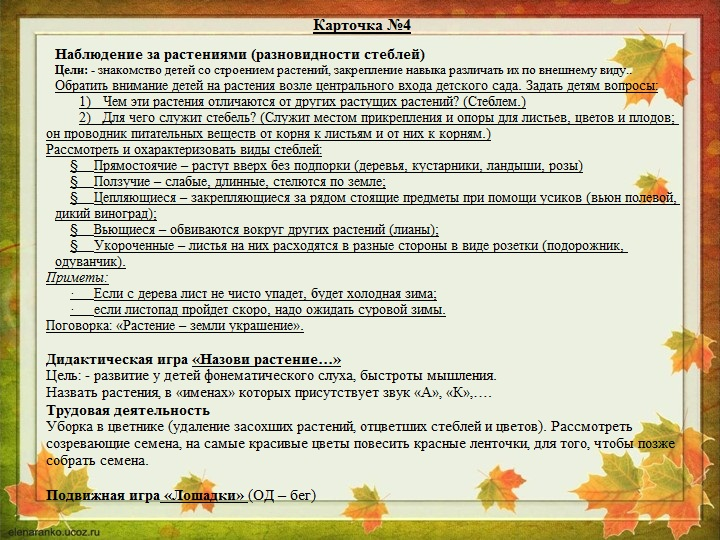 Карточка №4
Наблюдение за растениями (разновидности стеблей)
Цели: - знакомство детей со строением растений, закрепление навыка различать их по внешнему виду..
Обратить внимание детей на растения возле центрального входа детского сада. Задать детям вопросы:
1) Чем эти растения отличаются от других растущих растений? (Стеблем.)
2) Для чего служит стебель? (Служит местом прикрепления и опоры для листьев, цветов и плодов;
он проводник питательных веществ от корня к листьям и от них к корням.)
Рассмотреть и охарактеризовать виды стеблей:
§ Прямостоячие – растут вверх без подпорки (деревья, кустарники, ландыши, розы)
§ Ползучие – слабые, длинные, стелются по земле;
§ Цепляющиеся – закрепляющиеся за рядом стоящие предметы при помощи усиков (вьюн полевой,
дикий виноград);
§ Вьющиеся – обвиваются вокруг других растений (лианы);
§ Укороченные – листья на них расходятся в разные стороны в виде розетки (подорожник,
одуванчик).
Приметы:
· Если с дерева лист не чисто упадет, будет холодная зима;
· если листопад пройдет скоро, надо ожидать суровой зимы.
Поговорка: «Растение – земли украшение».
Дидактическая игра «Назови растение…»
Цель: - развитие у детей фонематического слуха, быстроты мышления.
Назвать растения, в «именах» которых присутствует звук «А», «К»,….
Трудовая деятельность
Уборка в цветнике (удаление засохших растений, отцветших стеблей и цветов). Рассмотреть
созревающие семена, на самые красивые цветы повесить красные ленточки, для того, чтобы позже
собрать семена.
Подвижная игра «Лошадки» (ОД – бег)
elenaranko.ucoz.ru